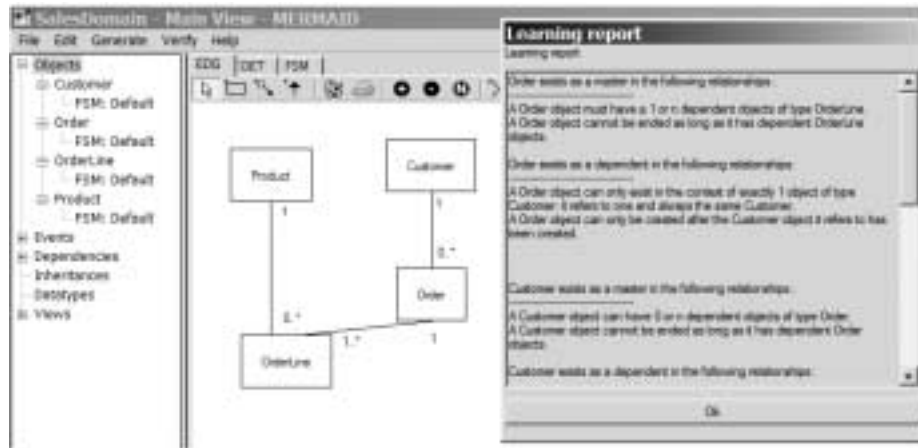 SalesDomain - Main View - MERMAID
File Edit Generate Verify Help
Objects
Customer
FSM: Default
Order
FSM: Default
OrderLine
FSM: Default
Product
FSM: Default
Events
Dependencies
Inheritances
Datatypes
Views
EDG OET FSM
Product
Customer
1
1
0..*
Order
0..*
1..*
1
OrderLine
Learning report
Learning report
Order exists as a master in the following relationships:
A Order object must have a 1 or n dependent objects of type OrderLine.
A Order object cannot be ended as long as it has dependent OrderLine
objects.
Order exists as a dependent in the following relationships:
A Order object can only exist in the context of exactly 1 object of type
Customer: it refers to one and always the same Customer.
A Order object can only be created after the Customer object it refers to has
been created.
Customer exists as a master in the following relationships:
A Customer object can have 0 or n dependent objects of type Order.
A Customer object cannot be ended as long as it has dependent Order
objects.
Customer exists as a dependent in the following relationships:
Ok